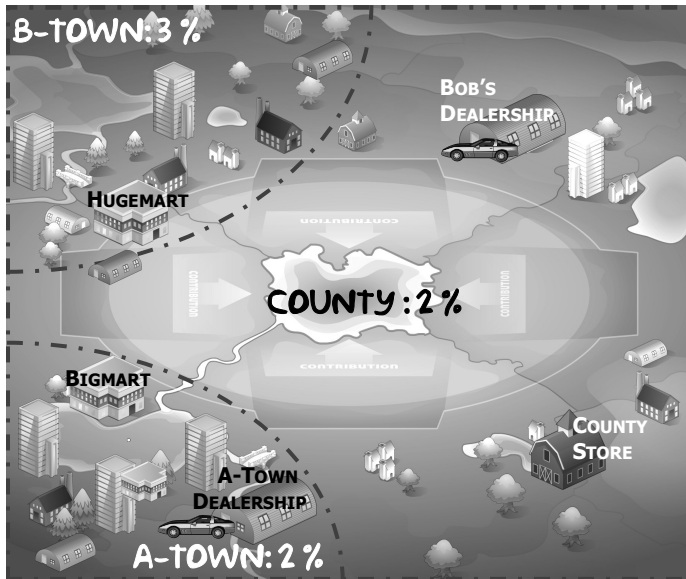 B-TOWN: 3%
BOB'S
DEALERSHIP
HUGEMART
CONTRIBUTION
CONTRIBUTION
CONTRIBUTION
COUNTY: 2%
CONTRIBUTION
BIGMART
COUNTY
STORE
A-TOWN
DEALERSHIP
A-TOWN: 2%